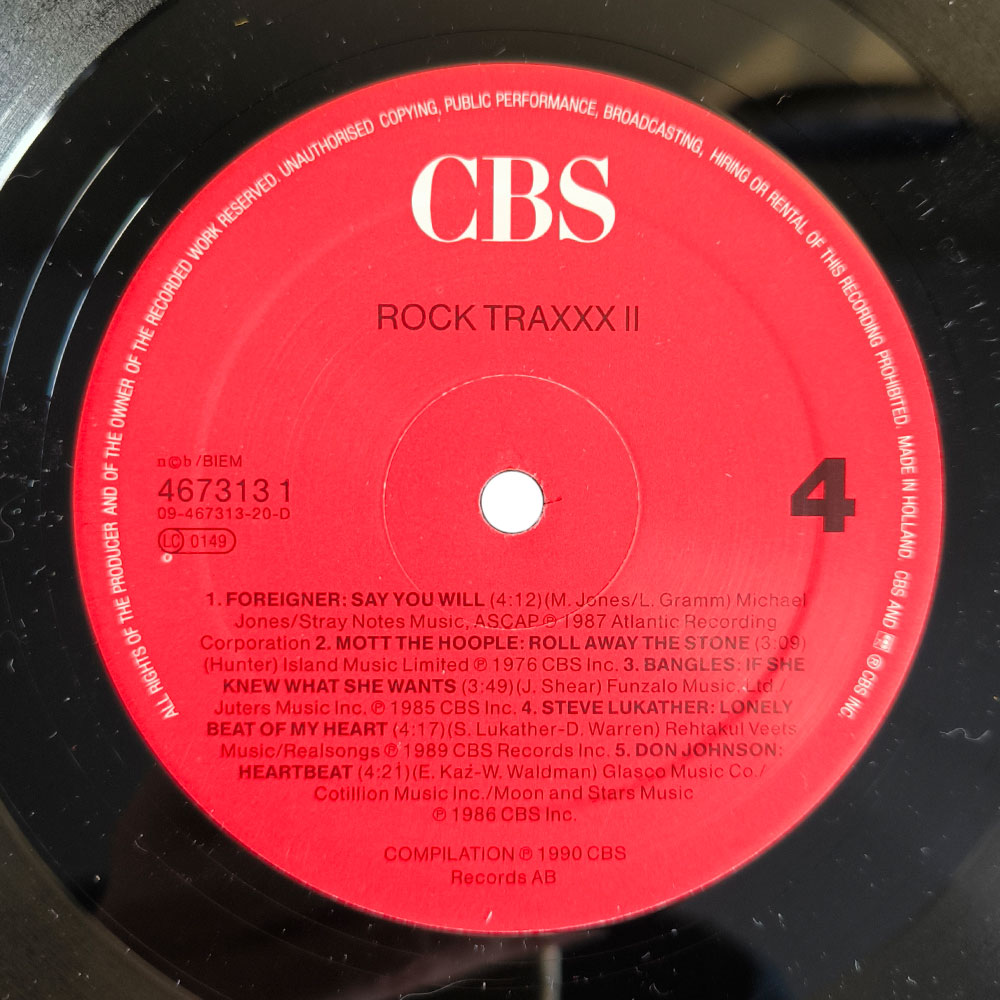 ALL RIGHTS OF THE PRODUCER AND OF THE OWNER OF THE RECORDED WORK RESERVED. UNAUTHORISED COPYING, PUBLIC PERFORMANCE, BROADCASTING, HIRING OR RENTAL OF THIS RECORDING PROHIBITED. MADE IN HOLLAND CBS AND ® CBS INC.
CBS
ROCK TRAXXX II
n©b/BIEM
467313 1
09-467313-20-D
LC 0149
4
1. FOREIGNER: SAY YOU WILL (4:12)(M. Jones/L. Gramm) Michael
Jones/Stray Notes Music, ASCAP ℗ 1987 Atlantic Recording
Corporation 2. MOTT THE HOOPLE: ROLL AWAY THE STONE (3:09)
(Hunter) Island Music Limited ℗ 1976 CBS Inc. 3. BANGLES: IF SHE
KNEW WHAT SHE WANTS (3:49)(J. Shear) Funzalo Music. Ltd./
Juters Music Inc. ℗ 1985 CBS Inc. 4. STEVE LUKATHER: LONELY
BEAT OF MY HEART (4:17)(S. Lukather-D. Warren) Rehtakul Veets
Music/Realsongs ℗ 1989 CBS Records Inc. 5. DON JOHNSON:
HEARTBEAT (4:21)(E. Kaz-W. Waldman) Glasco Music Co./
Cotillion Music Inc./Moon and Stars Music
℗ 1986 CBS Inc.
COMPILATION ℗ 1990 CBS
Records AB